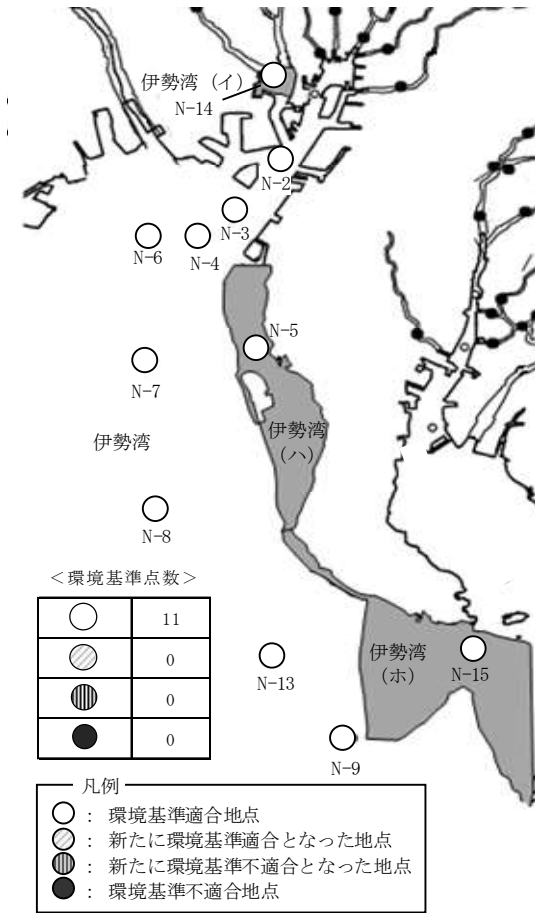 伊勢湾（イ）
N-14
N-2
N-3
N-6
N-4
N-5
N-7
伊勢湾
（ハ）
伊勢湾
N-8
＜環境基準点数＞
11
0
0
0
伊勢湾
（ホ）
N-13
N-15
N-9
凡例
： 環境基準適合地点
： 新たに環境基準適合となった地点
： 新たに環境基準不適合となった地点
： 環境基準不適合地点